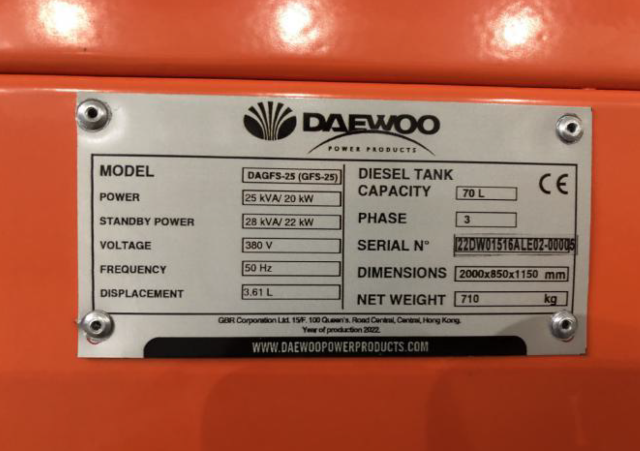 DAEWOO
POWER PRODUCTS
MODEL DAGFS-25 (GFS-25)
POWER 25 kVA/ 20 kW
STANDBY POWER 28 kVA/ 22 kW
VOLTAGE 380 V
FREQUENCY 50 Hz
DISPLACEMENT 3.61 L
DIESEL TANK
CAPACITY 70 L
CE
PHASE 3
SERIAL N° 22DW01516ALE02-00005
DIMENSIONS 2000x850x1150 mm
NET WEIGHT 710 kg
GBR Corporation Ltd. 15/F. 100 Queen's. Road Central, Central, Hong Kong.
Year of production 2022.
WWW.DAEWOOPOWERPRODUCTS.COM